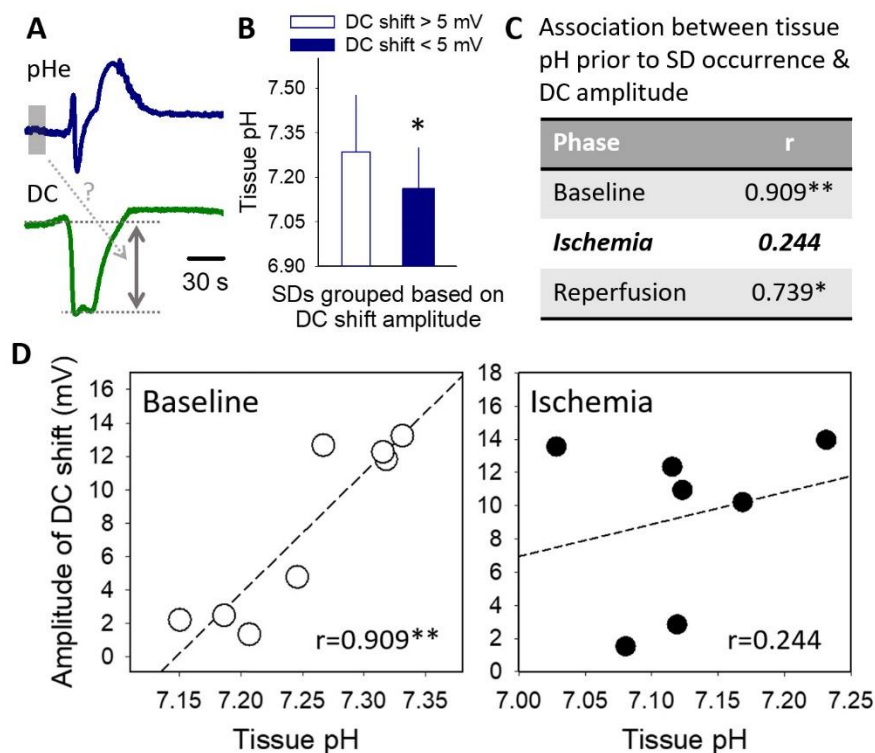 A
pHe
?
DC
30 s
B
DC shift > 5 mV
DC shift < 5 mV
Tissue pH
7.50
7.35
7.20
7.05
6.90
*
SDs grouped based on
DC shift amplitude
C Association between tissue
pH prior to SD occurrence &
DC amplitude
Phase r
Baseline 0.909**
Ischemia 0.244
Reperfusion 0.739*
D
Amplitude of DC shift (mV)
16
14
12
10
8
6
4
2
0
Baseline
r=0.909**
7.15 7.20 7.25 7.30 7.35
Tissue pH
18
16
14
12
10
8
6
4
2
0
Ischemia
r=0.244
7.00 7.05 7.10 7.15 7.20 7.25
Tissue pH